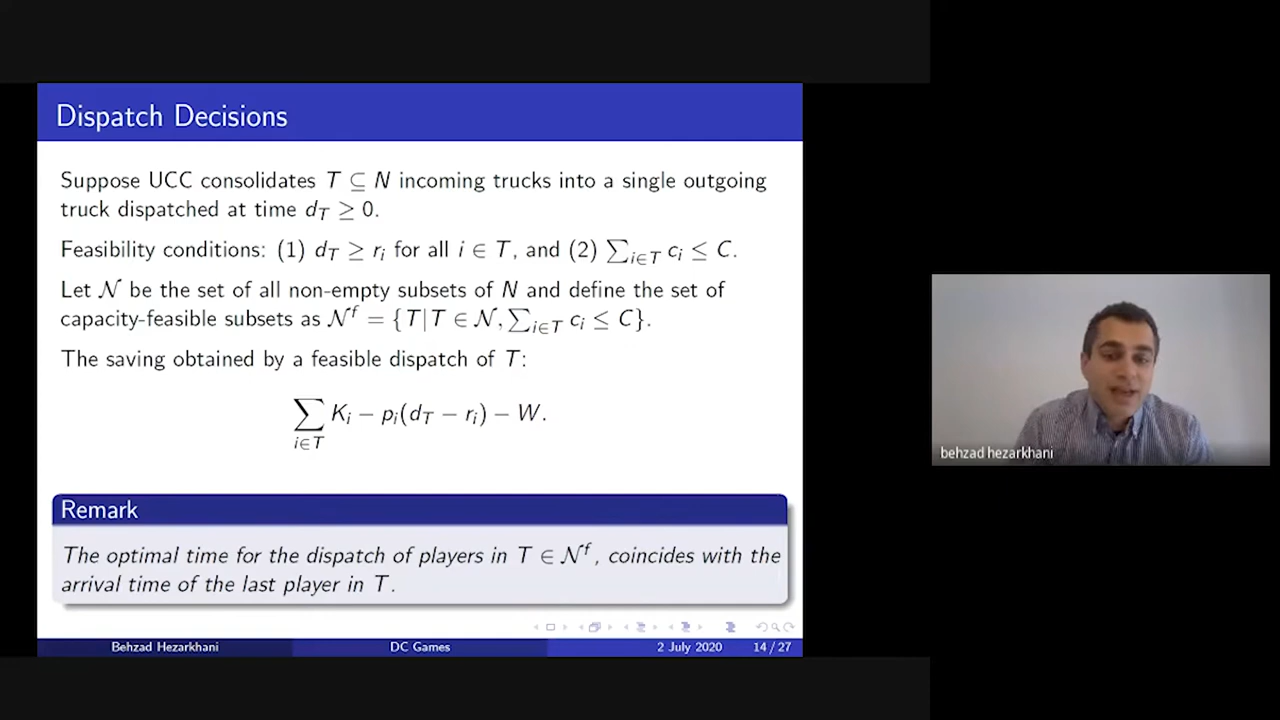 Dispatch Decisions
Suppose UCC consolidates T ⊆ N incoming trucks into a single outgoing
truck dispatched at time d_T ≥ 0.
Feasibility conditions: (1) d_T ≥ r_i for all i ∈ T, and (2) ∑_{i∈T} c_i ≤ C.
Let 𝒩 be the set of all non-empty subsets of N and define the set of
capacity-feasible subsets as 𝒩^f = {T|T ∈ 𝒩, ∑_{i∈T} c_i ≤ C}.
The saving obtained by a feasible dispatch of T:
∑_{i∈T} K_i − p_i(d_T − r_i) − W.
Remark
The optimal time for the dispatch of players in T ∈ 𝒩^f, coincides with the
arrival time of the last player in T.
Behzad Hezarkhani DC Games 2 July 2020 14 / 27
behzad hezarkhani